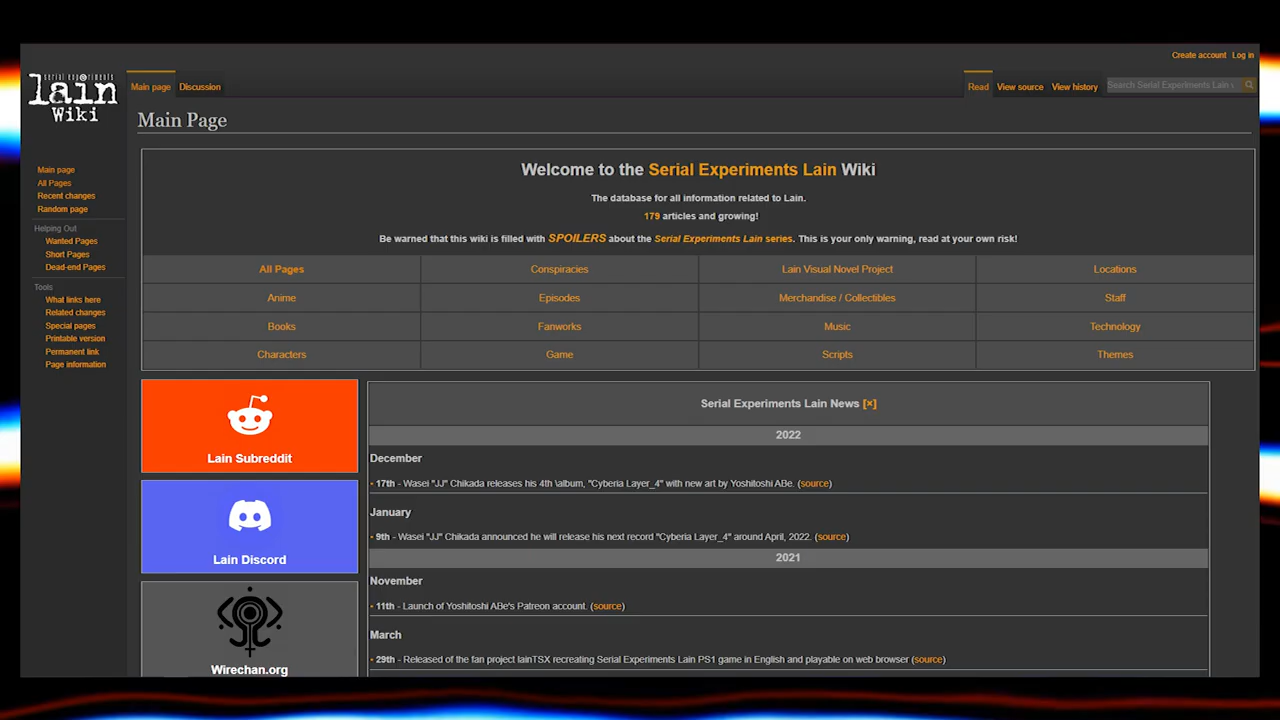 Create account Log in
serial experiments
lain
Wiki
Main page Discussion
Read View source View history
Search Serial Experiments Lain
Main Page
Main page
All Pages
Recent changes
Random page
Helping Out
Wanted Pages
Short Pages
Dead-end Pages
Tools
What links here
Related changes
Special pages
Printable version
Permanent link
Page information
Welcome to the Serial Experiments Lain Wiki
The database for all information related to Lain.
179 articles and growing!
Be warned that this wiki is filled with SPOILERS about the Serial Experiments Lain series. This is your only warning, read at your own risk!
All Pages Conspiracies Lain Visual Novel Project Locations
Anime Episodes Merchandise / Collectibles Staff
Books Fanworks Music Technology
Characters Game Scripts Themes
Lain Subreddit
Lain Discord
Wirechan.org
Serial Experiments Lain News [×]
2022
December
• 17th - Wasei "JJ" Chikada releases his 4th \album, "Cyberia Layer_4" with new art by Yoshitoshi ABe. (source)
January
• 9th - Wasei "JJ" Chikada announced he will release his next record "Cyberia Layer_4" around April, 2022. (source)
2021
November
• 11th - Launch of Yoshitoshi ABe's Patreon account. (source)
March
• 29th - Released of the fan project lainTSX recreating Serial Experiments Lain PS1 game in English and playable on web browser (source)